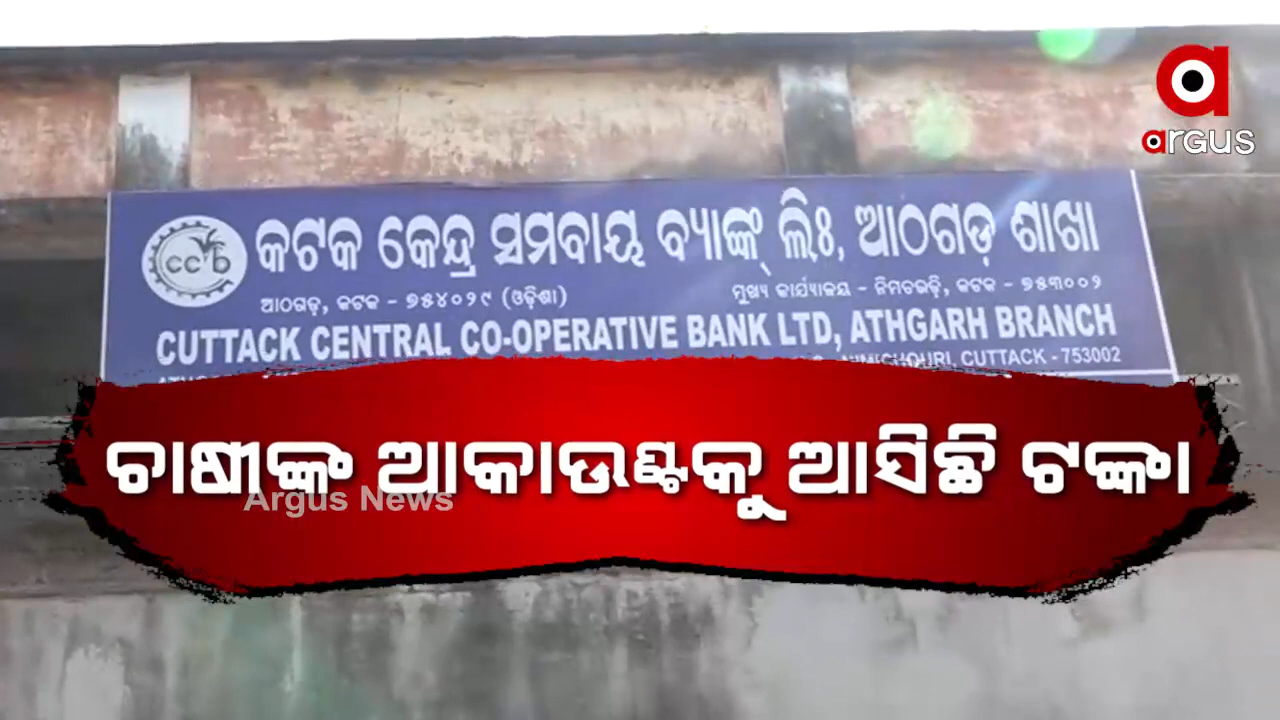 argus
ccb
କଟକ କେନ୍ଦ୍ର ସମବାୟ ବ୍ୟାଙ୍କ୍ ଲିଃ, ଆଠଗଡ଼ ଶାଖା
ଆଠଗଡ଼, କଟକ - ୭୫୪୦୨୯ (ଓଡ଼ିଶା) ମୁଖ୍ୟ କାର୍ଯ୍ୟାଳୟ - ନିମଚଉଡ଼ି, କଟକ - ୭୫୩୦୦୨
CUTTACK CENTRAL CO-OPERATIVE BANK LTD, ATHGARH BRANCH
CUTTACK - 753002
ଚାଷୀଙ୍କ ଆକାଉଣ୍ଟକୁ ଆସିଛି ଟଙ୍କା
Argus News